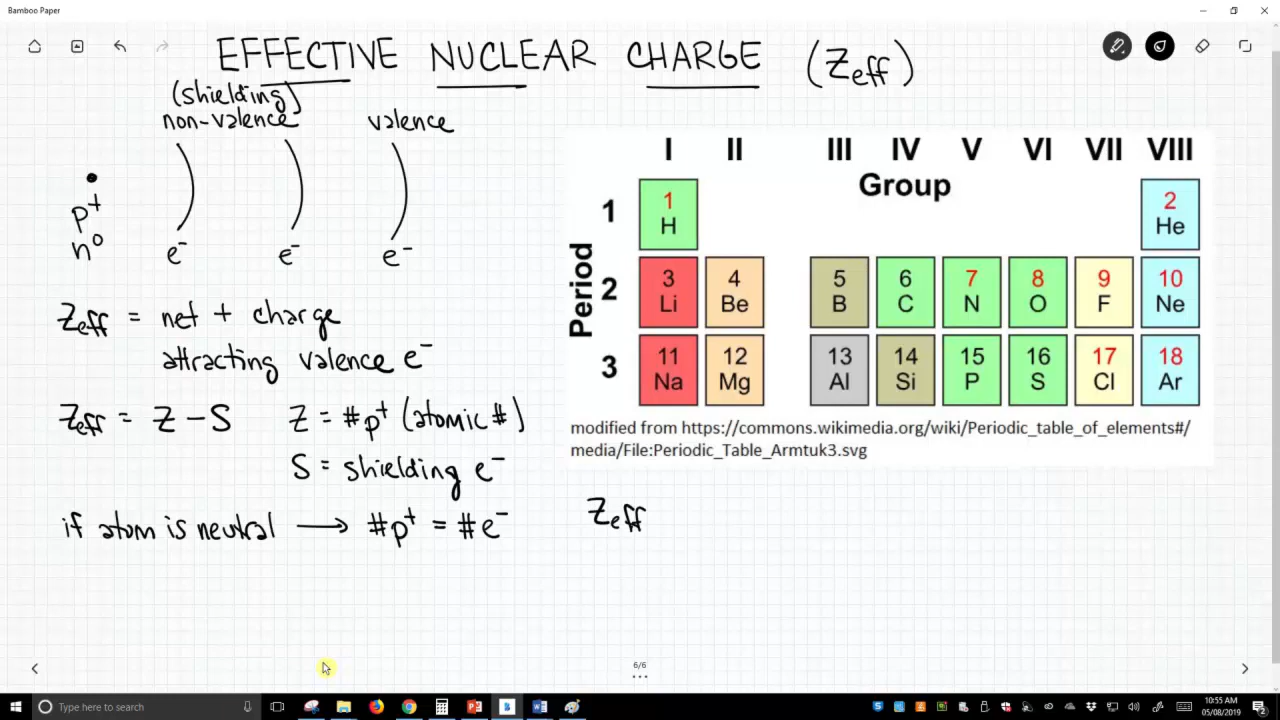 Bamboo Paper
EFFECTIVE NUCLEAR CHARGE (Zeff)
(shielding)
non-valence valence
p+
n0
e- e- e-
Zeff = net + charge
attracting valence e-
Zeff = Z - S Z = #p+ (atomic #)
S = shielding e-
if atom is neutral → #p+ = #e-
I II III IV V VI VII VIII
Group
Period
1
1 2
H He
2
3 4 5 6 7 8 9 10
Li Be B C N O F Ne
3
11 12 13 14 15 16 17 18
Na Mg Al Si P S Cl Ar
modified from https://commons.wikimedia.org/wiki/Periodic_table_of_elements#/
media/File:Periodic_Table_Armtuk3.svg
Zeff
6/6
Type here to search
10:55 AM
05/08/2019